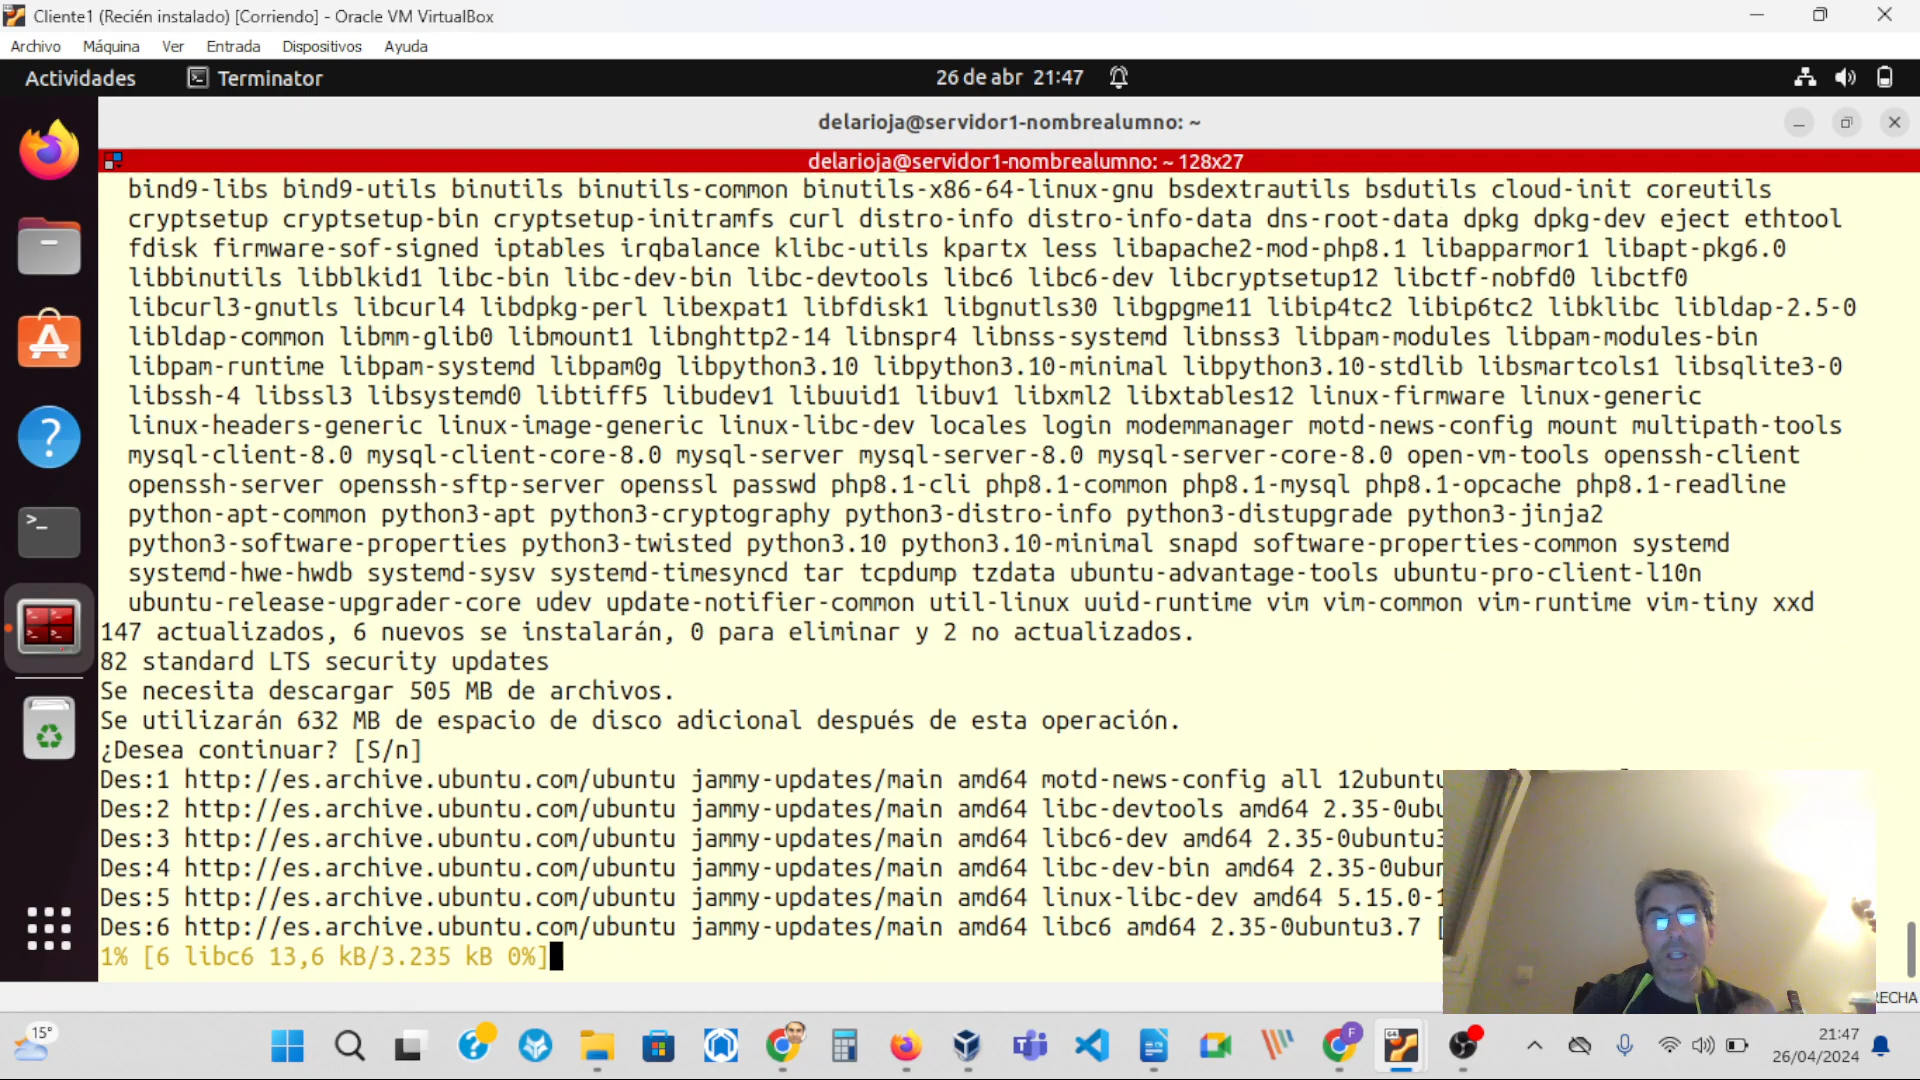 Cliente1 (Recién instalado) [Corriendo] - Oracle VM VirtualBox
Archivo Máquina Ver Entrada Dispositivos Ayuda
Actividades Terminator 26 de abr 21:47
delarioja@servidor1-nombrealumno: ~
delarioja@servidor1-nombrealumno: ~ 128x27
bind9-libs bind9-utils binutils binutils-common binutils-x86-64-linux-gnu bsdextrautils bsdutils cloud-init coreutils
cryptsetup cryptsetup-bin cryptsetup-initramfs curl distro-info distro-info-data dns-root-data dpkg dpkg-dev eject ethtool
fdisk firmware-sof-signed iptables irqbalance klibc-utils kpartx less libapache2-mod-php8.1 libapparmor1 libapt-pkg6.0
libbinutils libblkid1 libc-bin libc-dev-bin libc-devtools libc6 libc6-dev libcryptsetup12 libctf-nobfd0 libctf0
libcurl3-gnutls libcurl4 libdpkg-perl libexpat1 libfdisk1 libgnutls30 libgpgme11 libip4tc2 libip6tc2 libklibc libldap-2.5-0
libldap-common libmm-glib0 libmount1 libnghttp2-14 libnspr4 libnss-systemd libnss3 libpam-modules libpam-modules-bin
libpam-runtime libpam-systemd libpam0g libpython3.10 libpython3.10-minimal libpython3.10-stdlib libsmartcols1 libsqlite3-0
libssh-4 libssl3 libsystemd0 libtiff5 libudev1 libuuid1 libuv1 libxml2 libxtables12 linux-firmware linux-generic
linux-headers-generic linux-image-generic linux-libc-dev locales login modemmanager motd-news-config mount multipath-tools
mysql-client-8.0 mysql-client-core-8.0 mysql-server mysql-server-8.0 mysql-server-core-8.0 open-vm-tools openssh-client
openssh-server openssh-sftp-server openssl passwd php8.1-cli php8.1-common php8.1-mysql php8.1-opcache php8.1-readline
python-apt-common python3-apt python3-cryptography python3-distro-info python3-distupgrade python3-jinja2
python3-software-properties python3-twisted python3.10 python3.10-minimal snapd software-properties-common systemd
systemd-hwe-hwdb systemd-sysv systemd-timesyncd tar tcpdump tzdata ubuntu-advantage-tools ubuntu-pro-client-l10n
ubuntu-release-upgrader-core udev update-notifier-common util-linux uuid-runtime vim vim-common vim-runtime vim-tiny xxd
147 actualizados, 6 nuevos se instalarán, 0 para eliminar y 2 no actualizados.
82 standard LTS security updates
Se necesita descargar 505 MB de archivos.
Se utilizarán 632 MB de espacio de disco adicional después de esta operación.
¿Desea continuar? [S/n]
Des:1 http://es.archive.ubuntu.com/ubuntu jammy-updates/main amd64 motd-news-config all 12ubuntu
Des:2 http://es.archive.ubuntu.com/ubuntu jammy-updates/main amd64 libc-devtools amd64 2.35-0ubu
Des:3 http://es.archive.ubuntu.com/ubuntu jammy-updates/main amd64 libc6-dev amd64 2.35-0ubuntu3
Des:4 http://es.archive.ubuntu.com/ubuntu jammy-updates/main amd64 libc-dev-bin amd64 2.35-0ubun
Des:5 http://es.archive.ubuntu.com/ubuntu jammy-updates/main amd64 linux-libc-dev amd64 5.15.0-1
Des:6 http://es.archive.ubuntu.com/ubuntu jammy-updates/main amd64 libc6 amd64 2.35-0ubuntu3.7 [
1% [6 libc6 13,6 kB/3.235 kB 0%]
RECHA
15°
21:47
26/04/2024